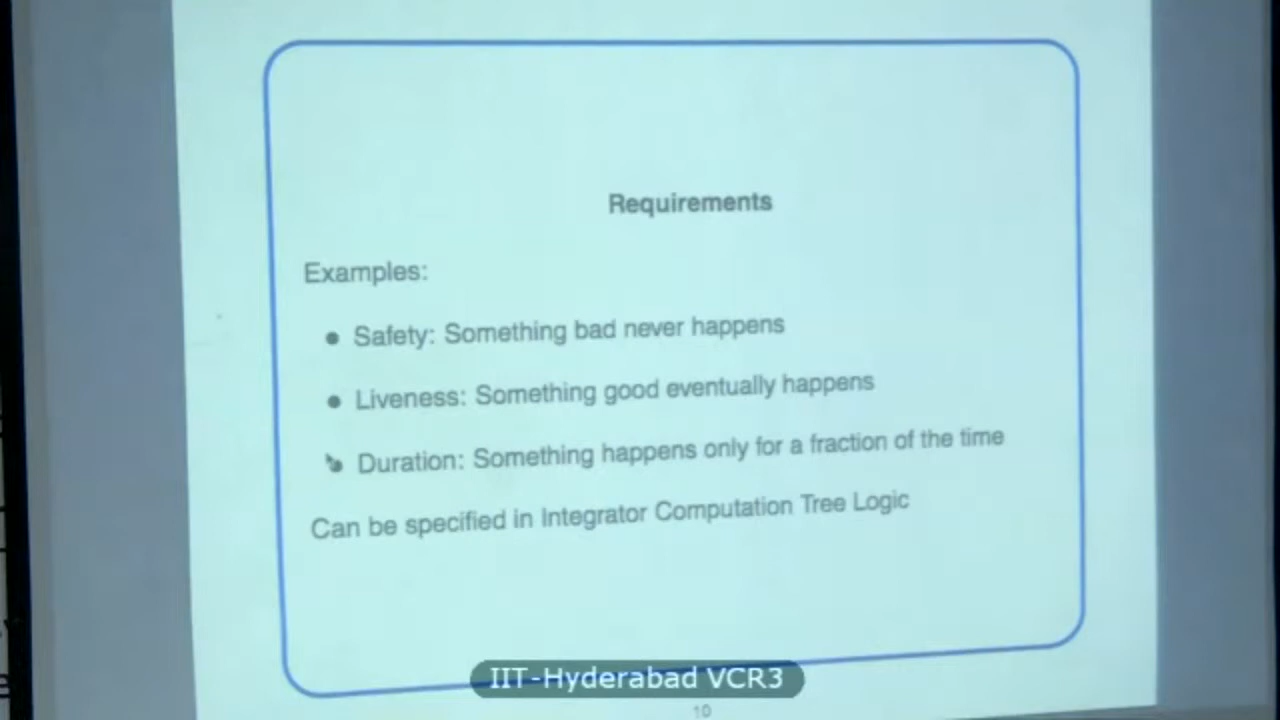 Requirements
Examples:
● Safety: Something bad never happens
● Liveness: Something good eventually happens
● Duration: Something happens only for a fraction of the time
Can be specified in Integrator Computation Tree Logic
IIT-Hyderabad VCR3
10